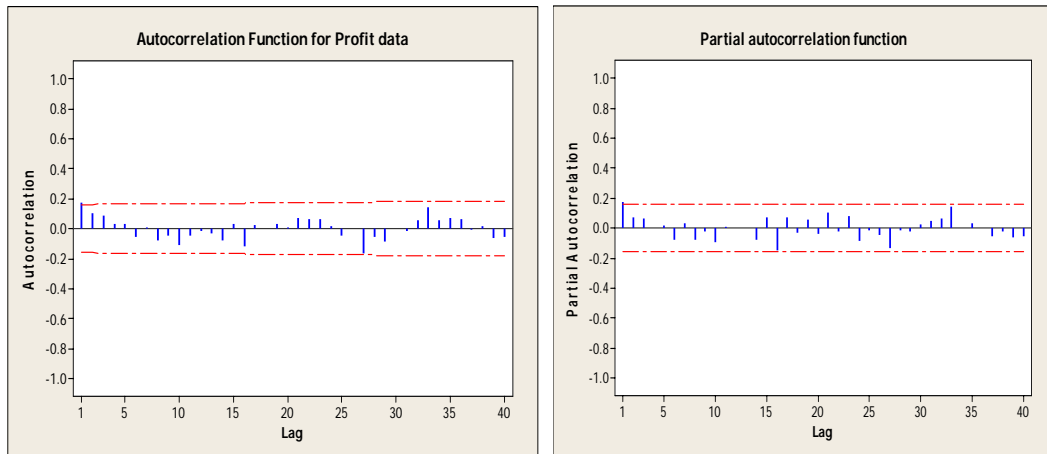 Autocorrelation Function for Profit data
1.0
0.8
0.6
0.4
0.2
0.0
-0.2
-0.4
-0.6
-0.8
-1.0
Autocorrelation
1 5 10 15 20 25 30 35 40
Lag
Partial autocorrelation function
1.0
0.8
0.6
0.4
0.2
0.0
-0.2
-0.4
-0.6
-0.8
-1.0
Partial Autocorrelation
1 5 10 15 20 25 30 35 40
Lag